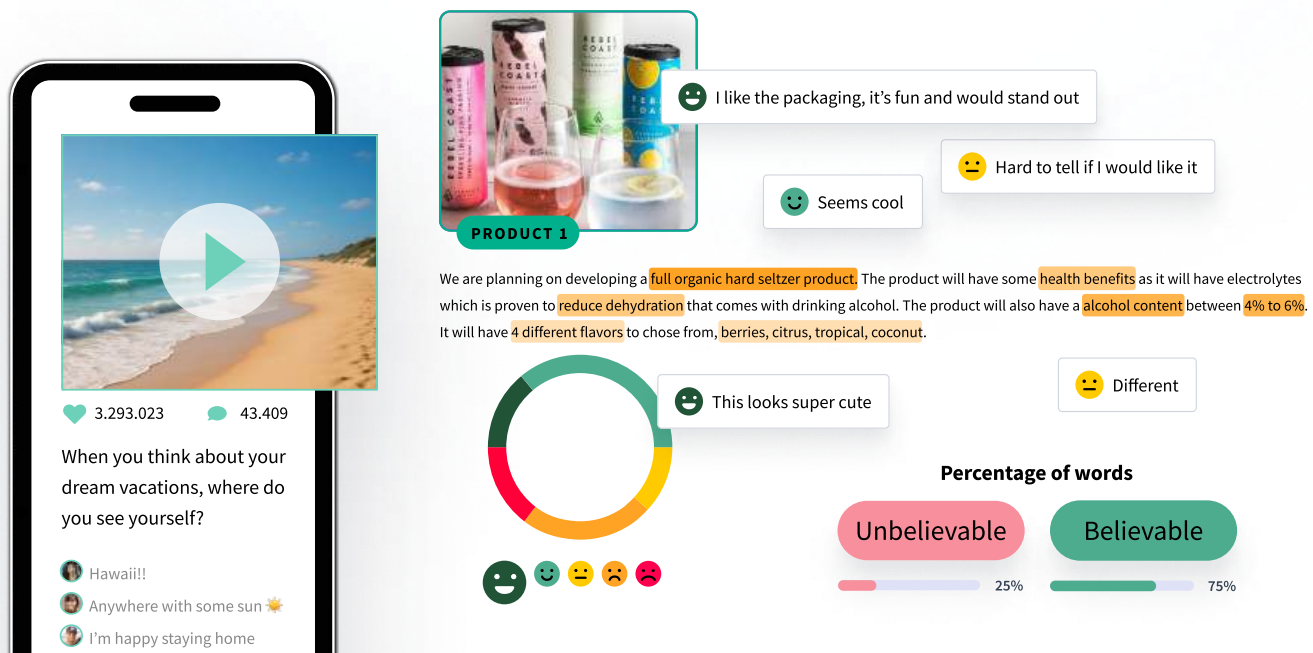 3.293.023
43.409
When you think about your
dream vacations, where do
you see yourself?
Hawaii!!
Anywhere with some sun ☀️
I'm happy staying home
REBEL COAST
REBEL
COAST
REBEL
COAST
I like the packaging, it's fun and would stand out
Hard to tell if I would like it
Seems cool
PRODUCT 1
We are planning on developing a full organic hard seltzer product. The product will have some health benefits as it will have electrolytes
which is proven to reduce dehydration that comes with drinking alcohol. The product will also have a alcohol content between 4% to 6%.
It will have 4 different flavors to chose from, berries, citrus, tropical, coconut.
This looks super cute
Different
Percentage of words
Unbelievable
Believable
25%
75%